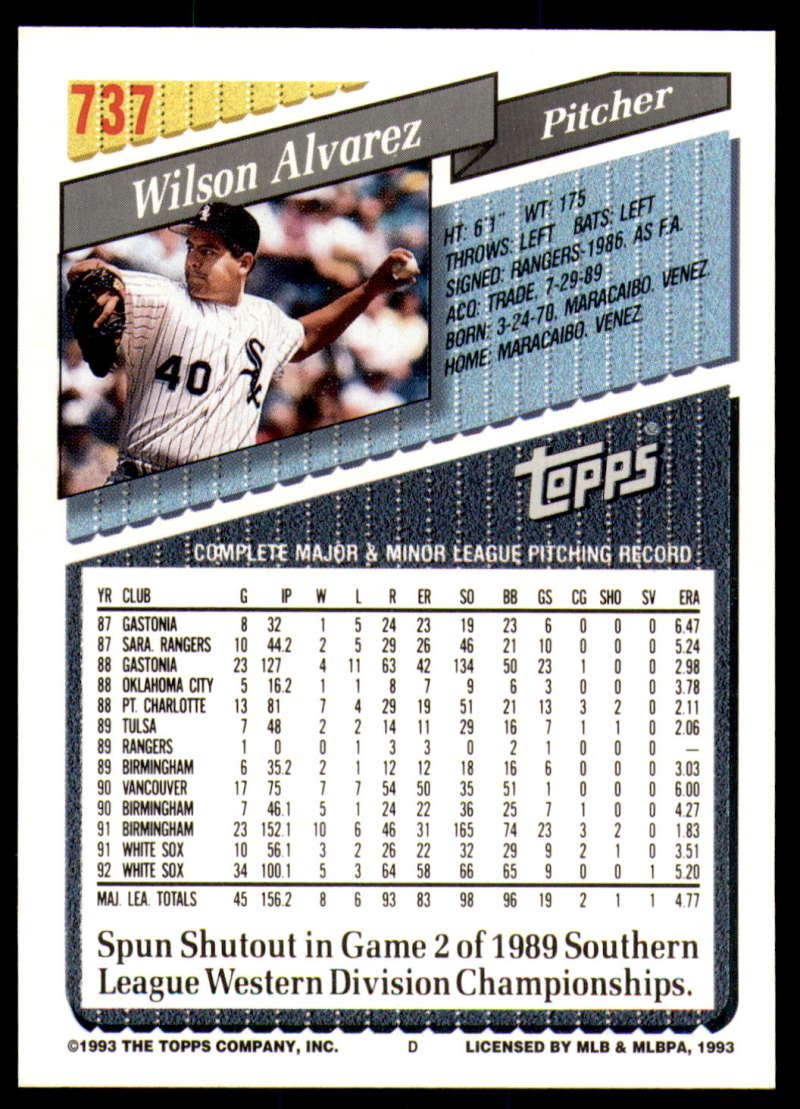 737
Wilson Alvarez
Pitcher
HT: 6'1" WT: 175
THROWS: LEFT BATS: LEFT
SIGNED: RANGERS-1986, AS F.A.
ACQ: TRADE, 7-29-89
BORN: 3-24-70, MARACAIBO, VENEZ.
HOME: MARACAIBO, VENEZ
Sox
40
Sox
TOPPS®
COMPLETE MAJOR & MINOR LEAGUE PITCHING RECORD
YR CLUB G IP W L R ER SO BB GS CG SHO SV ERA
87 GASTONIA 8 32 1 5 24 23 19 23 6 0 0 0 6.47
87 SARA. RANGERS 10 44.2 2 5 29 26 46 21 10 0 0 0 5.24
88 GASTONIA 23 127 4 11 63 42 134 50 23 1 0 0 2.98
88 OKLAHOMA CITY 5 16.2 1 1 8 7 9 6 3 0 0 0 3.78
88 PT. CHARLOTTE 13 81 7 4 29 19 51 21 13 3 2 0 2.11
89 TULSA 7 48 2 2 14 11 29 16 7 1 1 0 2.06
89 RANGERS 1 0 0 1 3 3 0 2 1 0 0 0 —
89 BIRMINGHAM 6 35.2 2 1 12 12 18 16 6 0 0 0 3.03
90 VANCOUVER 17 75 7 7 54 50 35 51 1 0 0 0 6.00
90 BIRMINGHAM 7 46.1 5 1 24 22 36 25 7 1 0 0 4.27
91 BIRMINGHAM 23 152.1 10 6 46 31 165 74 23 3 2 0 1.83
91 WHITE SOX 10 56.1 3 2 26 22 32 29 9 2 1 0 3.51
92 WHITE SOX 34 100.1 5 3 64 58 66 65 9 0 0 1 5.20
MAJ. LEA. TOTALS 45 156.2 8 6 93 83 98 96 19 2 1 1 4.77
Spun Shutout in Game 2 of 1989 Southern
League Western Division Championships.
©1993 THE TOPPS COMPANY, INC. D LICENSED BY MLB & MLBPA, 1993